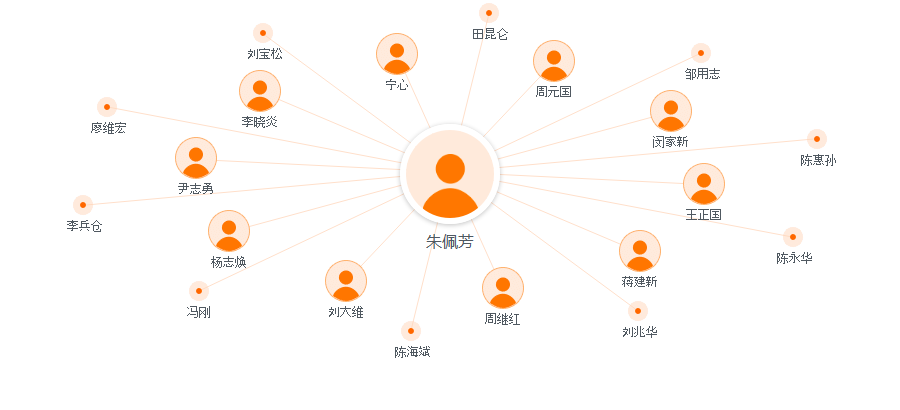 田昆仑
刘宝松
邹用志
宁心
周元国
李晓炎
廖维宏
闵家新
陈惠孙
尹志勇
王正国
李兵仓
朱佩芳
陈永华
杨志焕
蒋建新
冯刚
刘大维
周继红
刘兆华
陈海斌